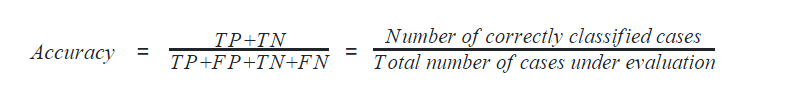 Accuracy = TP+TN / TP+FP+TN+FN = Number of correctly classified cases / Total number of cases under evaluation